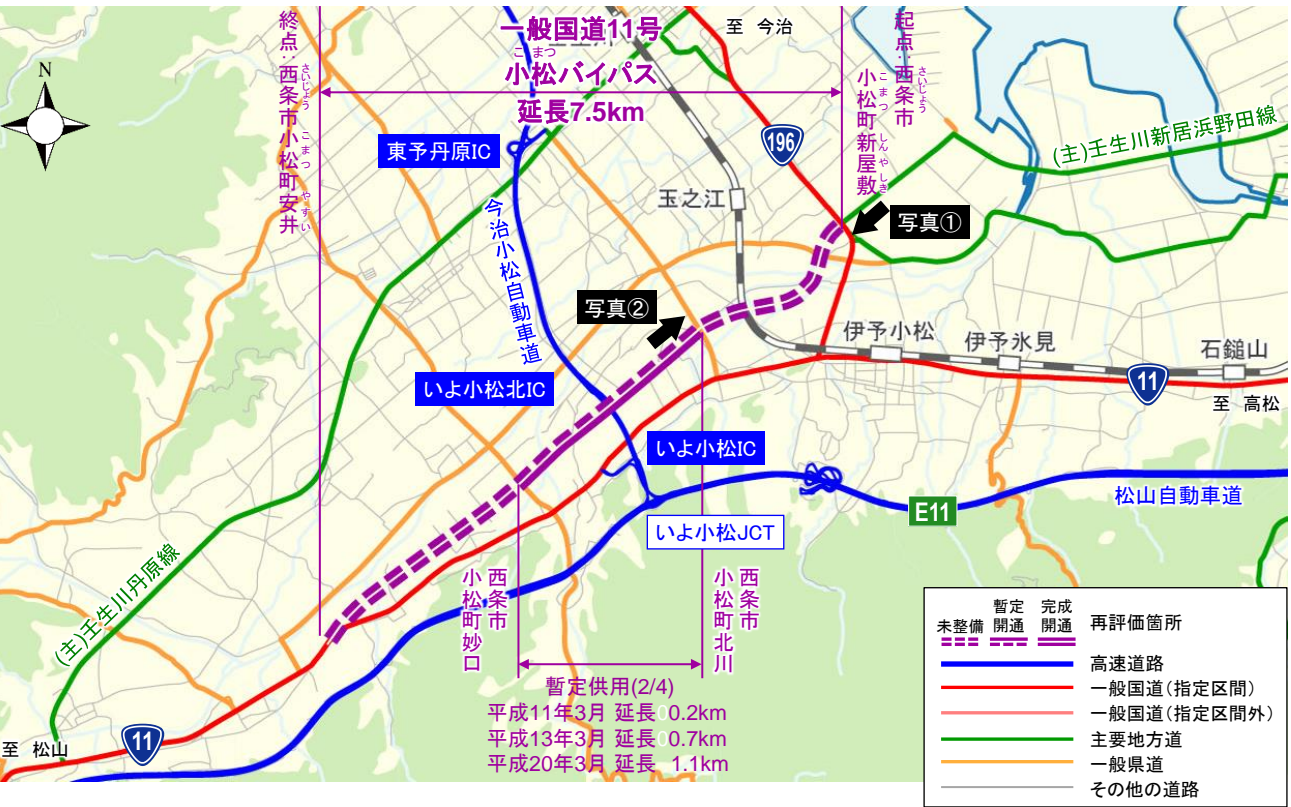 一般国道11号
こまつ
小松バイパス
延長7.5km
終点:西条市小松町安井
さいじょう こまつ やすい
起点:西条市
さいじょう
小松町新屋敷
こまつ しんやしき
至 今治
N
196
東予丹原IC
玉之江
(主)壬生川新居浜野田線
写真①
今治小松自動車道
写真②
伊予小松
伊予氷見
石鎚山
11
至 高松
いよ小松北IC
いよ小松IC
松山自動車道
E11
いよ小松JCT
(主)壬生川丹原線
西条市
小松町妙口
西条市
小松町北川
暫定供用(2/4)
平成11年3月 延長 0.2km
平成13年3月 延長 0.7km
平成20年3月 延長 1.1km
至 松山
11
未整備 暫定開通 完成開通 再評価箇所
高速道路
一般国道(指定区間)
一般国道(指定区間外)
主要地方道
一般県道
その他の道路